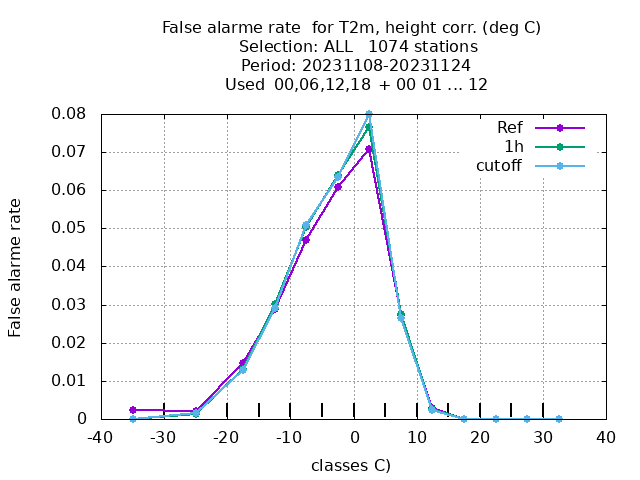 False alarme rate  for T2m, height corr. (deg C)
Selection: ALL   1074 stations
Period: 20231108-20231124
Used  00,06,12,18  + 00 01 ... 12
Ref
1h
cutoff
False alarme rate
0.08
0.07
0.06
0.05
0.04
0.03
0.02
0.01
0
-40 -30 -20 -10 0 10 20 30 40
classes C)